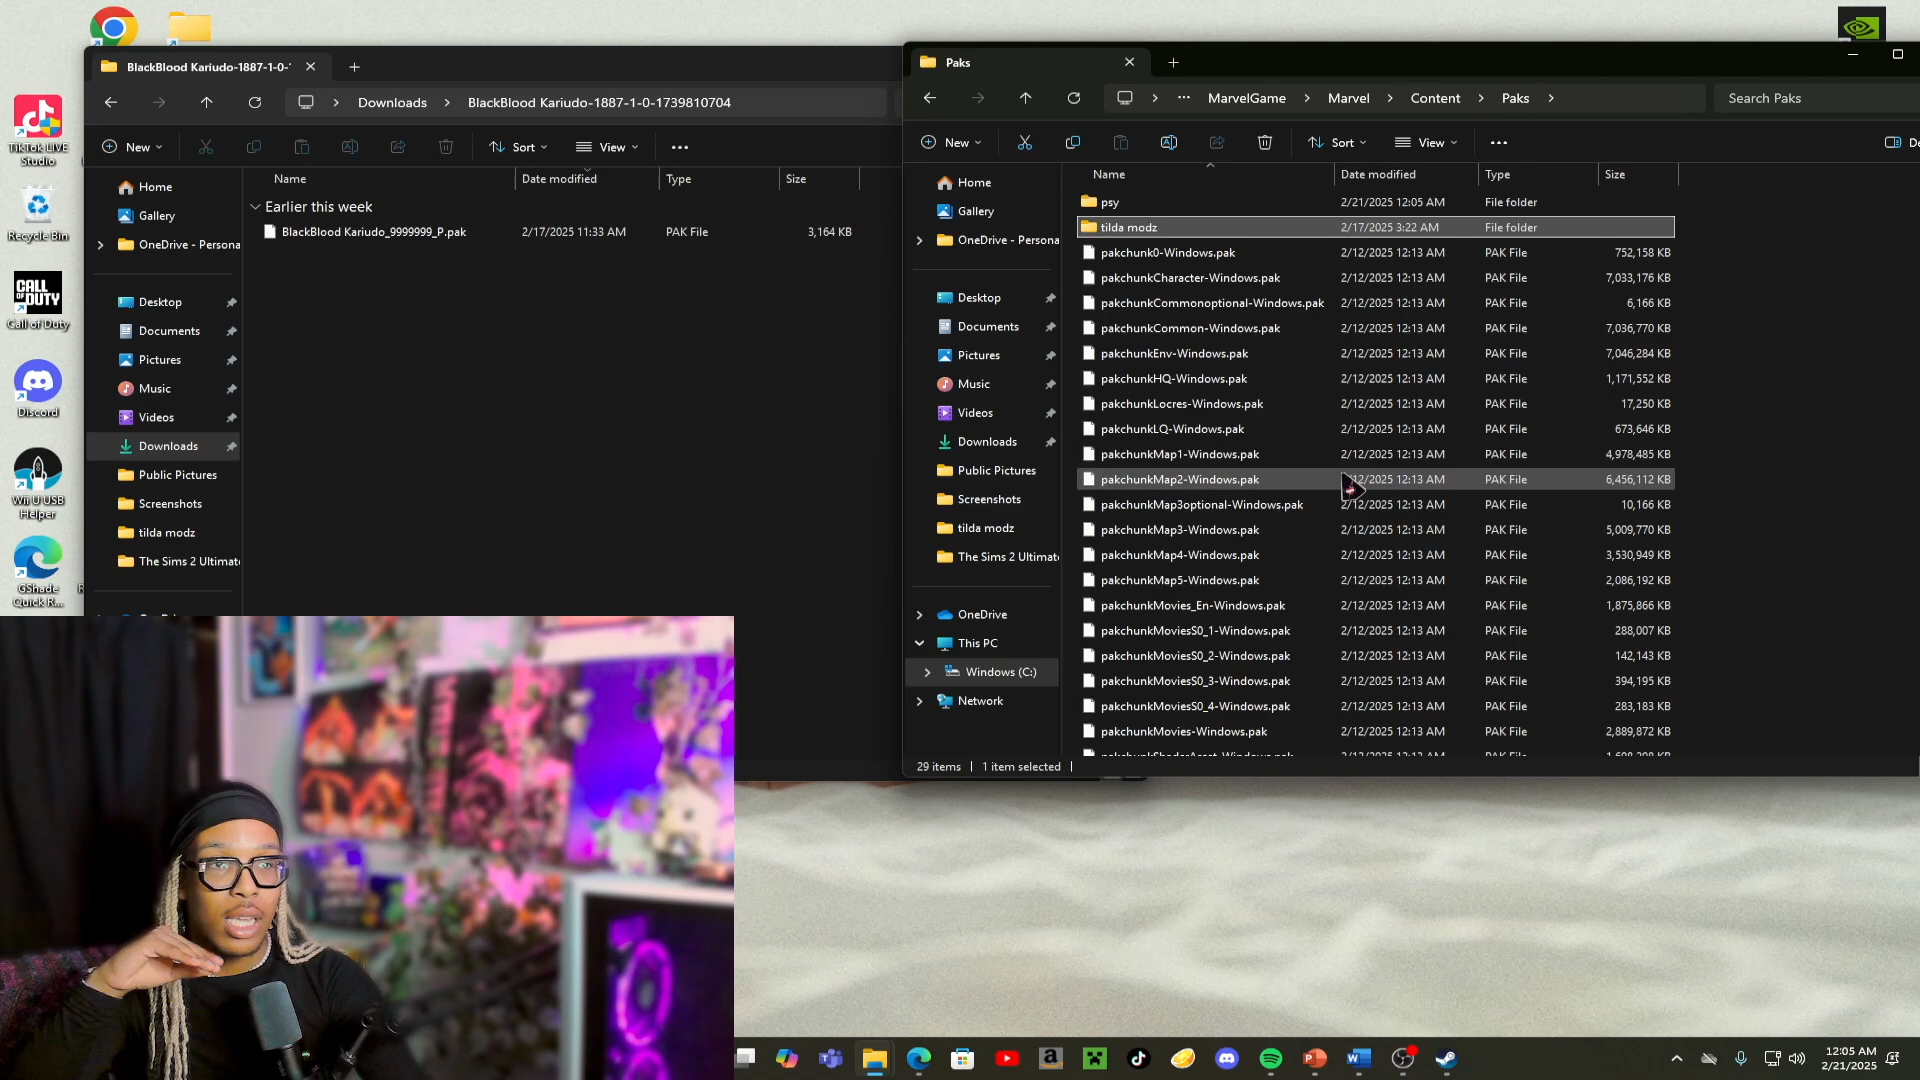 BlackBlood Kariudo-1887-1-0-
Downloads > BlackBlood Kariudo-1887-1-0-1739810704
New
Sort
View
Name
Date modified
Type
Size
Home
Gallery
OneDrive - Persona
Desktop
Documents
Pictures
Music
Videos
Downloads
Public Pictures
Screenshots
tilda modz
The Sims 2 Ultimat
Earlier this week
BlackBlood Kariudo_9999999_P.pak 2/17/2025 11:33 AM PAK File 3,164 KB
Paks
MarvelGame > Marvel > Content > Paks >
Search Paks
New
Sort
View
De
Name
Date modified
Type
Size
Home
Gallery
OneDrive - Persona
Desktop
Documents
Pictures
Music
Videos
Downloads
Public Pictures
Screenshots
tilda modz
The Sims 2 Ultimat
OneDrive
This PC
Windows (C:)
Network
psy 2/21/2025 12:05 AM File folder
tilda modz 2/17/2025 3:22 AM File folder
pakchunk0-Windows.pak 2/12/2025 12:13 AM PAK File 752,158 KB
pakchunkCharacter-Windows.pak 2/12/2025 12:13 AM PAK File 7,033,176 KB
pakchunkCommonoptional-Windows.pak 2/12/2025 12:13 AM PAK File 6,166 KB
pakchunkCommon-Windows.pak 2/12/2025 12:13 AM PAK File 7,036,770 KB
pakchunkEnv-Windows.pak 2/12/2025 12:13 AM PAK File 7,046,284 KB
pakchunkHQ-Windows.pak 2/12/2025 12:13 AM PAK File 1,171,552 KB
pakchunkLocres-Windows.pak 2/12/2025 12:13 AM PAK File 17,250 KB
pakchunkLQ-Windows.pak 2/12/2025 12:13 AM PAK File 673,646 KB
pakchunkMap1-Windows.pak 2/12/2025 12:13 AM PAK File 4,978,485 KB
pakchunkMap2-Windows.pak 2/12/2025 12:13 AM PAK File 6,456,112 KB
pakchunkMap3optional-Windows.pak 2/12/2025 12:13 AM PAK File 10,166 KB
pakchunkMap3-Windows.pak 2/12/2025 12:13 AM PAK File 5,009,770 KB
pakchunkMap4-Windows.pak 2/12/2025 12:13 AM PAK File 3,530,949 KB
pakchunkMap5-Windows.pak 2/12/2025 12:13 AM PAK File 2,086,192 KB
pakchunkMovies_En-Windows.pak 2/12/2025 12:13 AM PAK File 1,875,866 KB
pakchunkMoviesS0_1-Windows.pak 2/12/2025 12:13 AM PAK File 288,007 KB
pakchunkMoviesS0_2-Windows.pak 2/12/2025 12:13 AM PAK File 142,143 KB
pakchunkMoviesS0_3-Windows.pak 2/12/2025 12:13 AM PAK File 394,195 KB
pakchunkMoviesS0_4-Windows.pak 2/12/2025 12:13 AM PAK File 283,183 KB
pakchunkMovies-Windows.pak 2/12/2025 12:13 AM PAK File 2,889,872 KB
29 items
1 item selected
TikTok LIVE
Studio
Recycle Bin
CALL OF DUTY
Call of Duty
Discord
Wii U USB
Helper
GShade
Quick R...
12:05 AM
2/21/2025